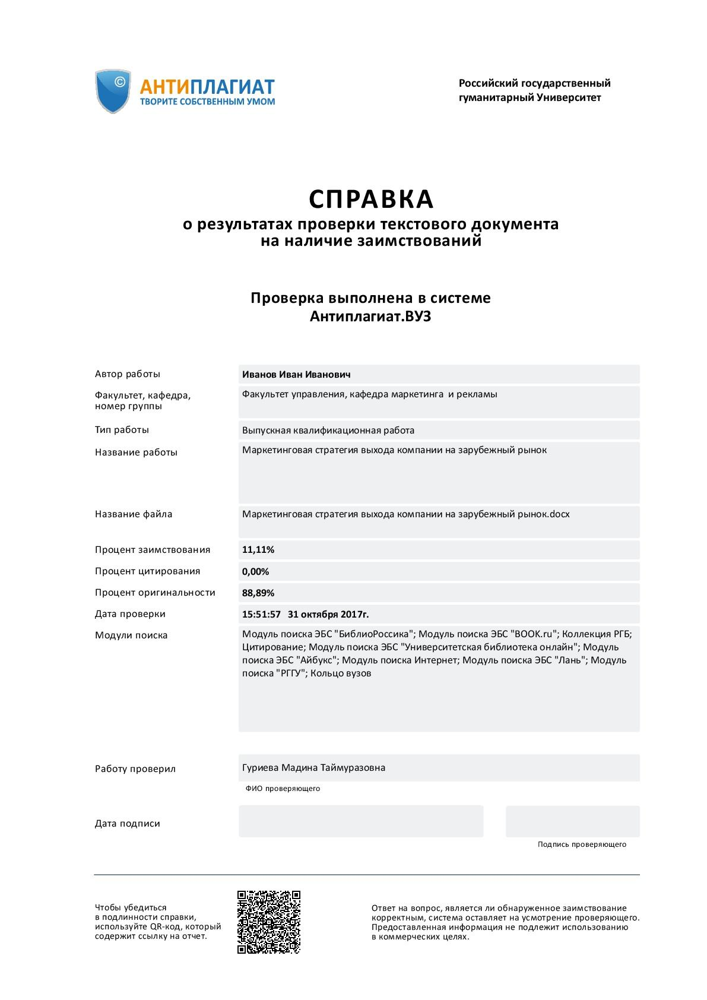 ©
АНТИПЛАГИАТ
ТВОРИТЕ СОБСТВЕННЫМ УМОМ
Российский государственный
гуманитарный Университет
СПРАВКА
о результатах проверки текстового документа
на наличие заимствований
Проверка выполнена в системе
Антиплагиат.ВУЗ
Автор работы
Иванов Иван Иванович
Факультет, кафедра,
номер группы
Факультет управления, кафедра маркетинга  и рекламы
Тип работы
Выпускная квалификационная работа
Название работы
Маркетинговая стратегия выхода компании на зарубежный рынок
Название файла
Маркетинговая стратегия выхода компании на зарубежный рынок.docx
Процент заимствования
11,11%
Процент цитирования
0,00%
Процент оригинальности
88,89%
Дата проверки
15:51:57   31 октября 2017г.
Модули поиска
Модуль поиска ЭБС "БиблиоРоссика"; Модуль поиска ЭБС "BOOK.ru"; Коллекция РГБ;
Цитирование; Модуль поиска ЭБС "Университетская библиотека онлайн"; Модуль
поиска ЭБС "Айбукс"; Модуль поиска Интернет; Модуль поиска ЭБС "Лань"; Модуль
поиска "РГГУ"; Кольцо вузов
Работу проверил
Гуриева Мадина Таймуразовна
ФИО проверяющего
Дата подписи
Подпись проверяющего
Чтобы убедиться
в подлинности справки,
используйте QR-код, который
содержит ссылку на отчет.
Ответ на вопрос, является ли обнаруженное заимствование
корректным, система оставляет на усмотрение проверяющего.
Предоставленная информация не подлежит использованию
в коммерческих целях.